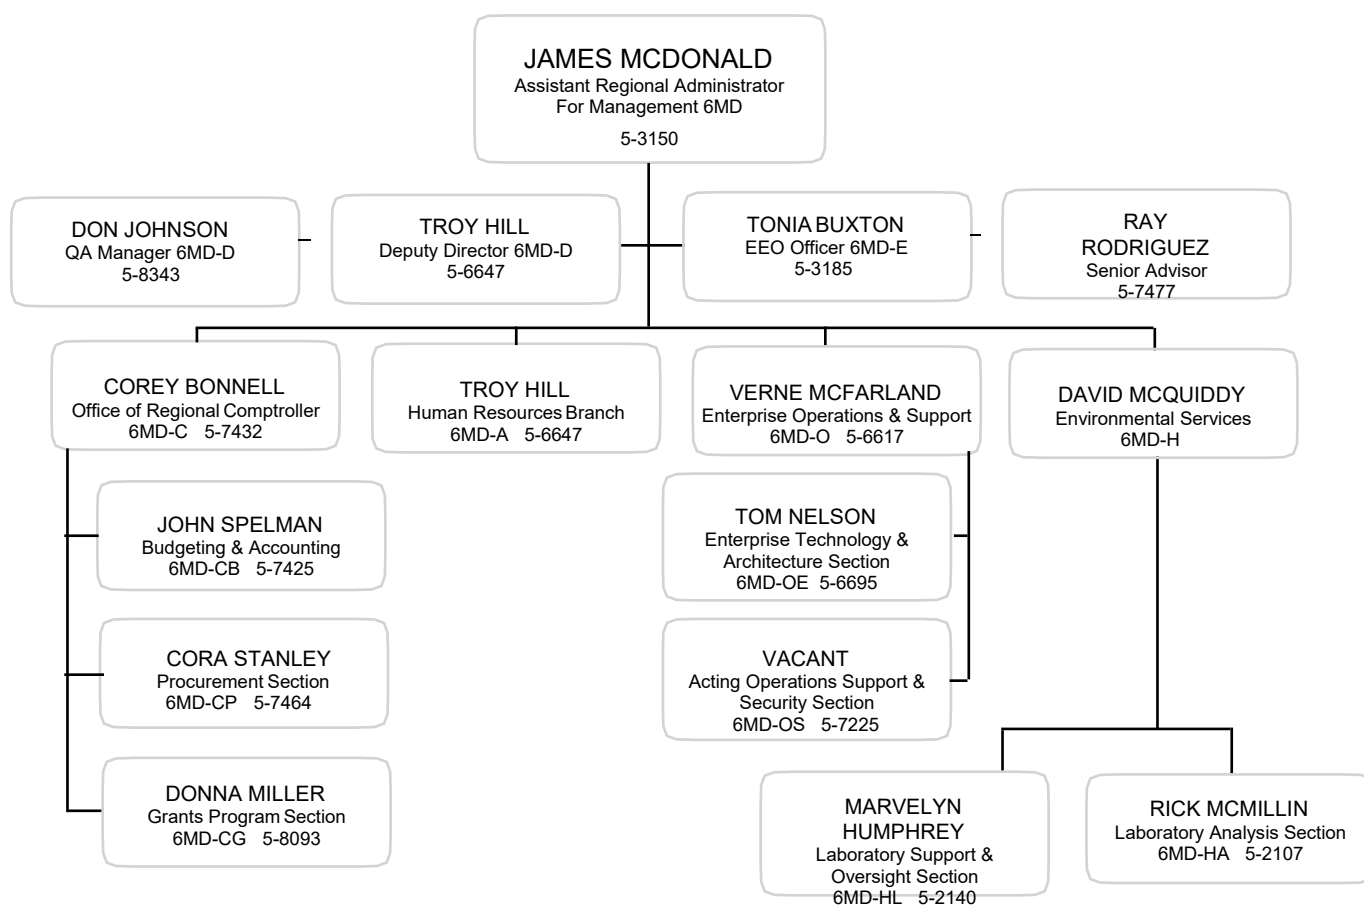 JAMES MCDONALD
Assistant Regional Administrator
For Management 6MD
5-3150
DON JOHNSON
QA Manager 6MD-D
5-8343
TROY HILL
Deputy Director 6MD-D
5-6647
TONIA BUXTON
EEO Officer 6MD-E
5-3185
RAY
RODRIGUEZ
Senior Advisor
5-7477
COREY BONNELL
Office of Regional Comptroller
6MD-C 5-7432
TROY HILL
Human Resources Branch
6MD-A 5-6647
VERNE MCFARLAND
Enterprise Operations & Support
6MD-O 5-6617
DAVID MCQUIDDY
Environmental Services
6MD-H
JOHN SPELMAN
Budgeting & Accounting
6MD-CB 5-7425
CORA STANLEY
Procurement Section
6MD-CP 5-7464
DONNA MILLER
Grants Program Section
6MD-CG 5-8093
TOM NELSON
Enterprise Technology &
Architecture Section
6MD-OE 5-6695
VACANT
Acting Operations Support &
Security Section
6MD-OS 5-7225
MARVELYN
HUMPHREY
Laboratory Support &
Oversight Section
6MD-HL 5-2140
RICK MCMILLIN
Laboratory Analysis Section
6MD-HA 5-2107